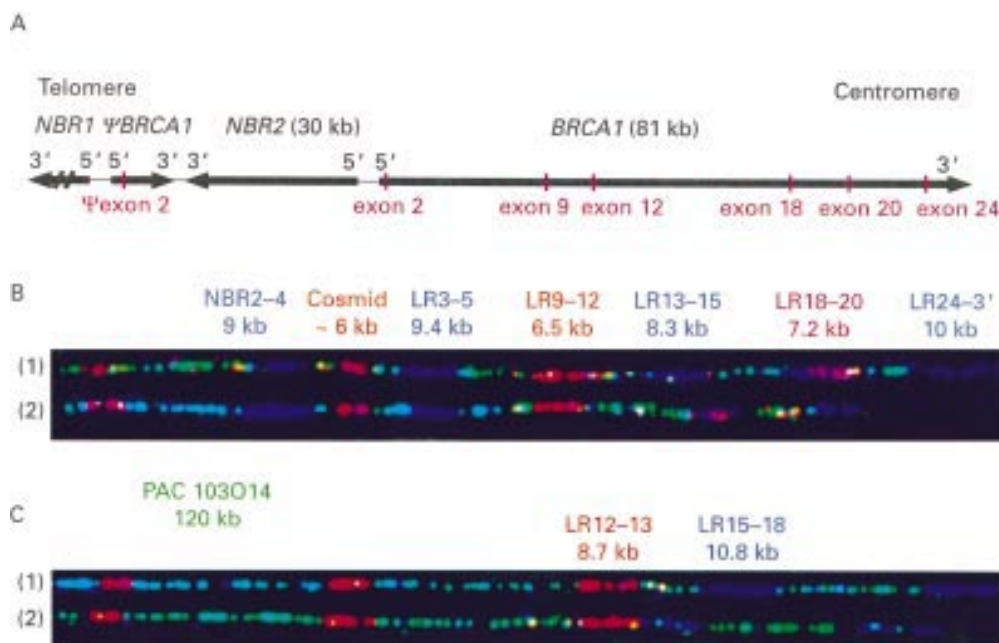 A
Telomere Centromere
NBR1 ΨBRCA1 NBR2 (30 kb) BRCA1 (81 kb)
3' 5' 5' 3' 3' 5' 5' 3'
Ψexon 2 exon 2 exon 9 exon 12 exon 18 exon 20 exon 24
B
NBR2–4 Cosmid LR3–5 LR9–12 LR13–15 LR18–20 LR24–3'
9 kb ~ 6 kb 9.4 kb 6.5 kb 8.3 kb 7.2 kb 10 kb
(1)
(2)
PAC 103O14
120 kb
C
LR12–13 LR15–18
8.7 kb 10.8 kb
(1)
(2)